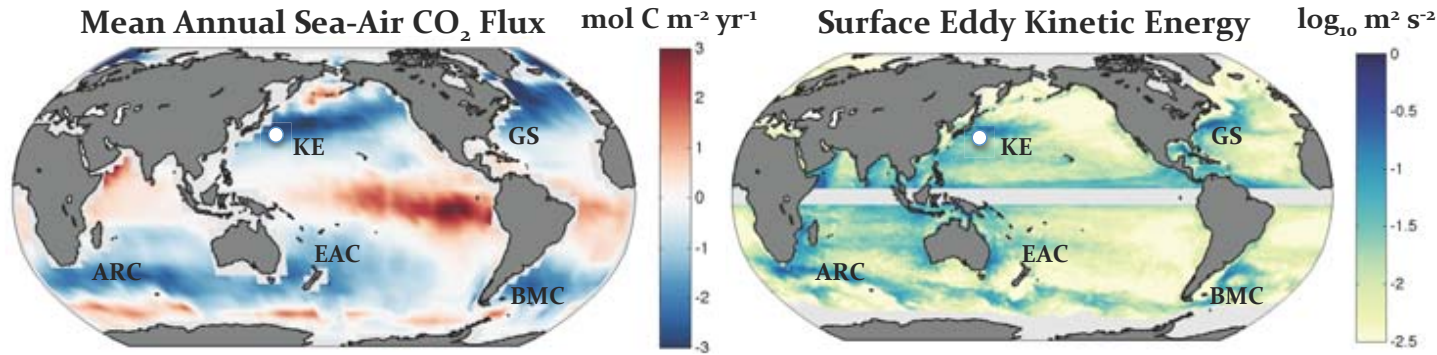 Mean Annual Sea-Air CO₂ Flux
mol C m⁻² yr⁻¹
3
2
1
0
-1
-2
-3
KE
GS
EAC
ARC
BMC
Surface Eddy Kinetic Energy
log₁₀ m² s⁻²
0
-0.5
-1
-1.5
-2
-2.5
KE
GS
EAC
ARC
BMC